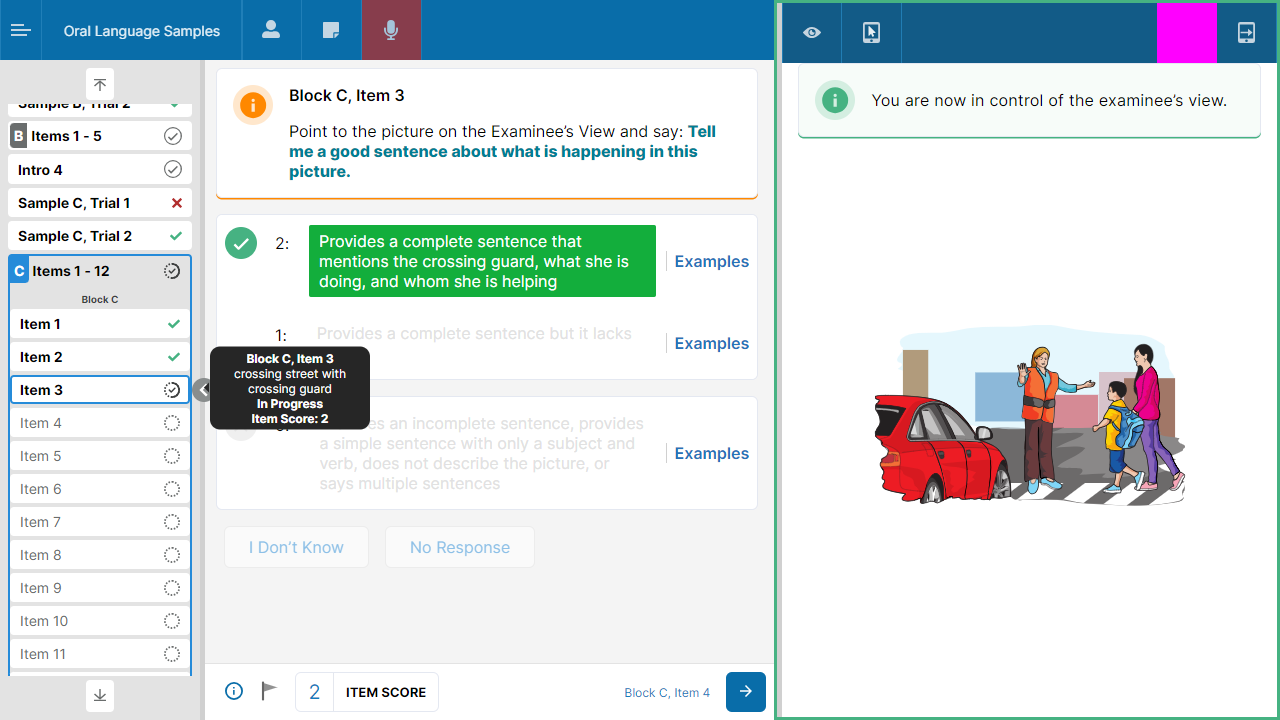 Oral Language Samples
Sample B, Trial 2
B Items 1 - 5
Intro 4
Sample C, Trial 1
Sample C, Trial 2
C Items 1 - 12
Block C
Item 1
Item 2
Item 3
Item 4
Item 5
Item 6
Item 7
Item 8
Item 9
Item 10
Item 11
Block C, Item 3
Point to the picture on the Examinee’s View and say: Tell
me a good sentence about what is happening in this
picture.
2:
Provides a complete sentence that
mentions the crossing guard, what she is
doing, and whom she is helping
Examples
1:
Provides a complete sentence but it lacks
Examples
Block C, Item 3
crossing street with
crossing guard
In Progress
Item Score: 2
an incomplete sentence, provides
a simple sentence with only a subject and
verb, does not describe the picture, or
says multiple sentences
Examples
I Don’t Know
No Response
2 ITEM SCORE
Block C, Item 4
You are now in control of the examinee’s view.